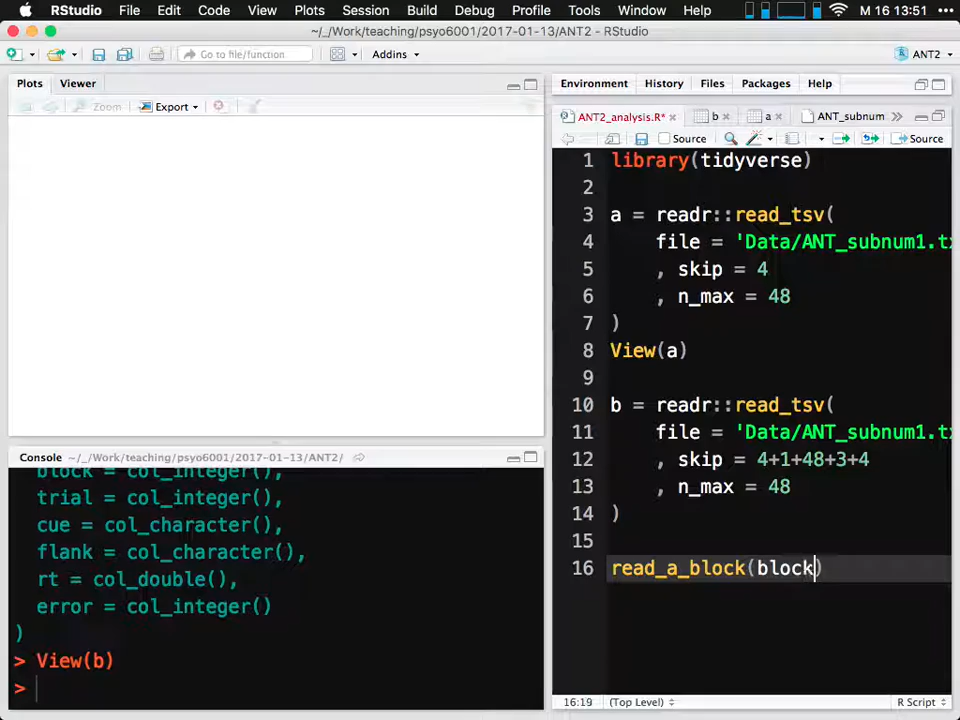 RStudio File Edit Code View Plots Session Build Debug Profile Tools Window Help M 16 13:51
~/_/Work/teaching/psyo6001/2017-01-13/ANT2 - RStudio
Go to file/function Addins ANT2
Plots Viewer
Zoom Export
Environment History Files Packages Help
ANT2_analysis.R* b a ANT_subnum
Source Source
1 library(tidyverse)
2
3 a = readr::read_tsv(
4 file = 'Data/ANT_subnum1.t
5 , skip = 4
6 , n_max = 48
7 )
8 View(a)
9
10 b = readr::read_tsv(
11 file = 'Data/ANT_subnum1.t
12 , skip = 4+1+48+3+4
13 , n_max = 48
14 )
15
16 read_a_block(block)
16:19 (Top Level) R Script
Console ~/_/Work/teaching/psyo6001/2017-01-13/ANT2/
block = col_integer(),
trial = col_integer(),
cue = col_character(),
flank = col_character(),
rt = col_double(),
error = col_integer()
)
> View(b)
>